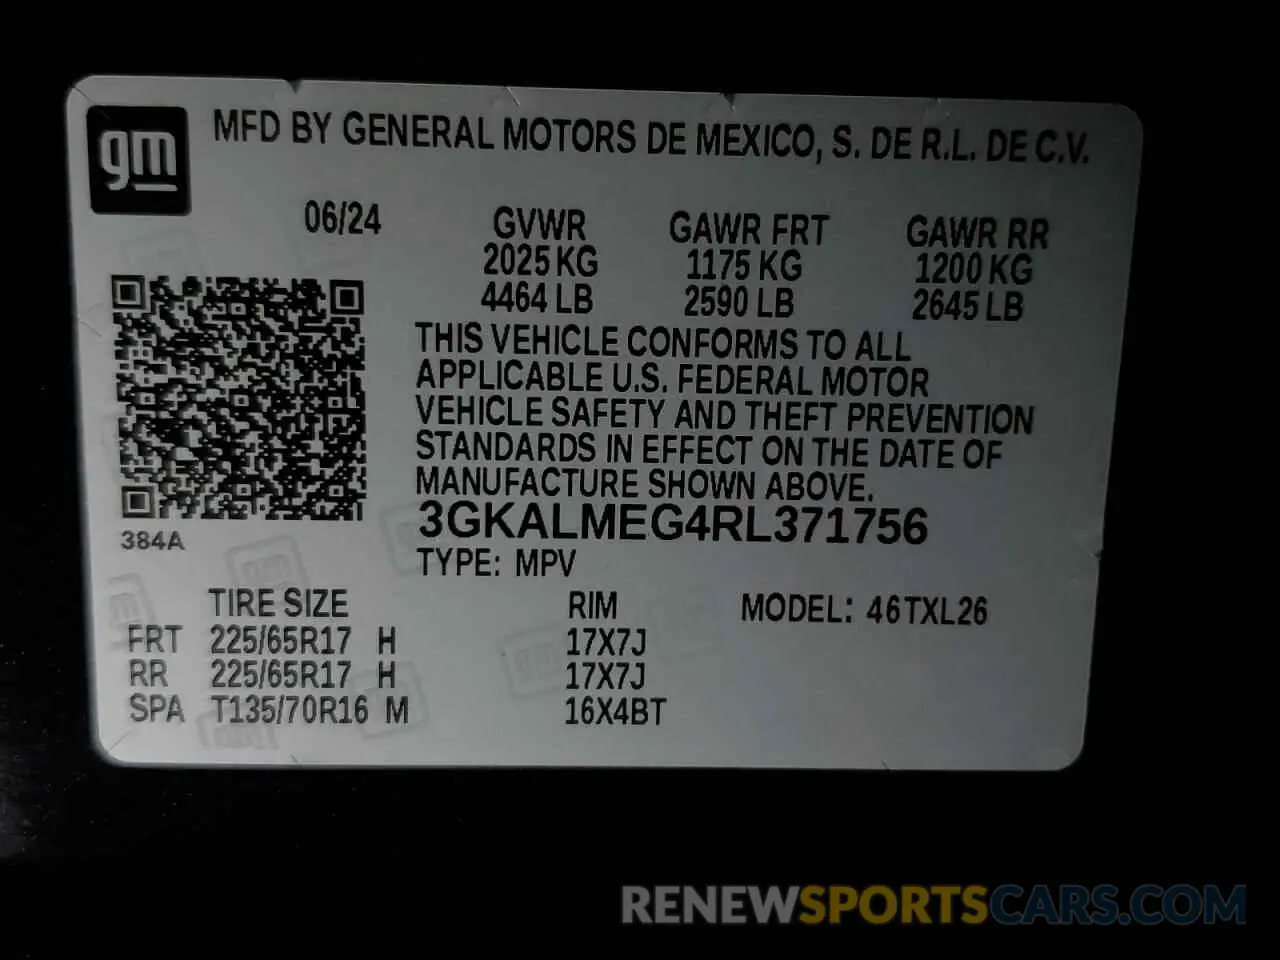 gm
MFD BY GENERAL MOTORS DE MEXICO, S. DE R.L. DE C.V.
06/24 GVWR GAWR FRT GAWR RR
2025 KG 1175 KG 1200 KG
4464 LB 2590 LB 2645 LB
THIS VEHICLE CONFORMS TO ALL
APPLICABLE U.S. FEDERAL MOTOR
VEHICLE SAFETY AND THEFT PREVENTION
STANDARDS IN EFFECT ON THE DATE OF
MANUFACTURE SHOWN ABOVE.
3GKALMEG4RL371756
384A
TYPE: MPV
TIRE SIZE RIM MODEL: 46TXL26
FRT 225/65R17 H 17X7J
RR 225/65R17 H 17X7J
SPA T135/70R16 M 16X4BT
RENEWSPORTSCARS.COM